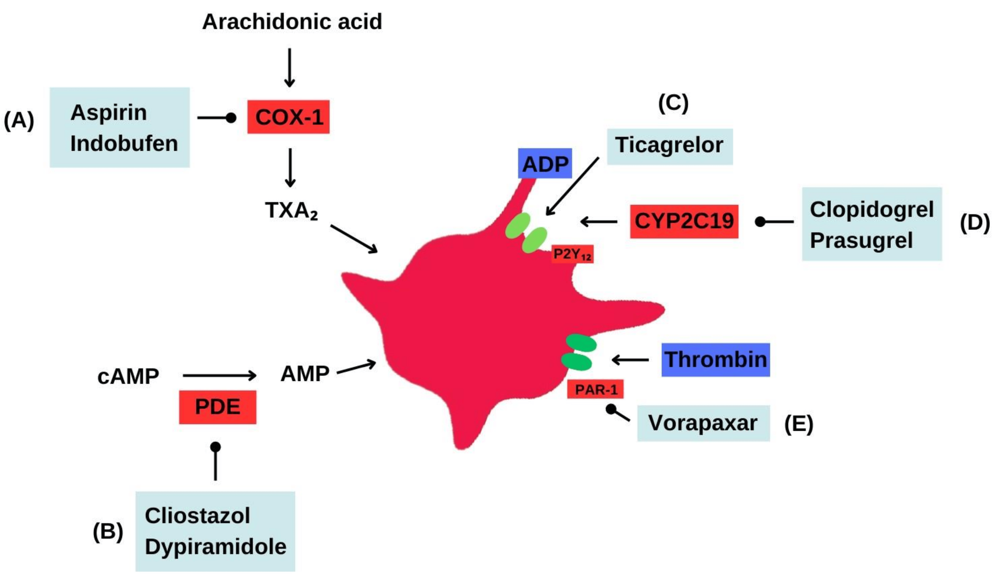 Arachidonic acid
(A)
Aspirin
Indobufen
COX-1
TXA₂
(C)
Ticagrelor
ADP
CYP2C19
Clopidogrel
Prasugrel
(D)
P2Y₁₂
cAMP
AMP
PDE
Thrombin
PAR-1
Vorapaxar
(E)
(B)
Cliostazol
Dypiramidole